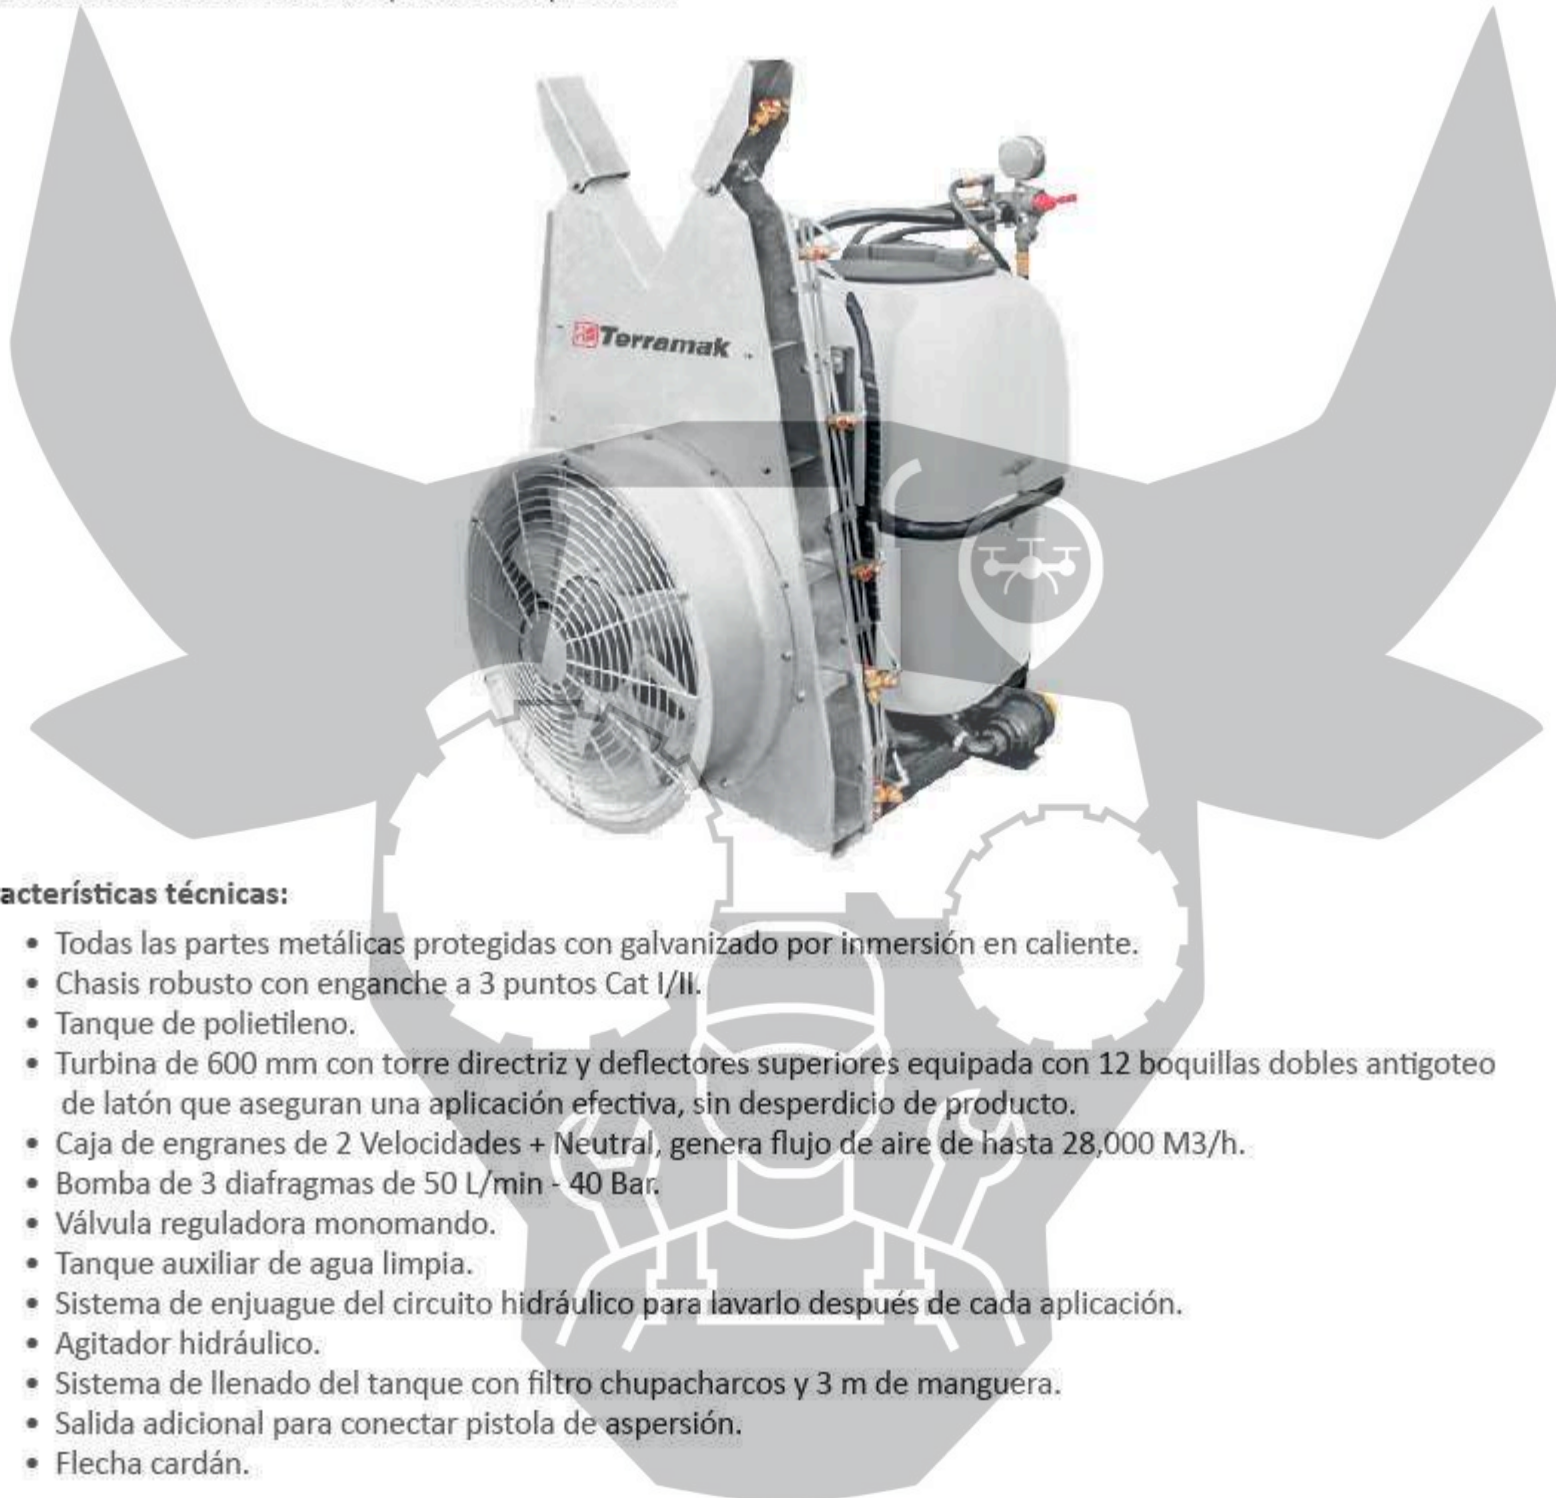 Terramak
acterísticas técnicas:
• Todas las partes metálicas protegidas con galvanizado por inmersión en caliente.
• Chasis robusto con enganche a 3 puntos Cat I/II.
• Tanque de polietileno.
• Turbina de 600 mm con torre directriz y deflectores superiores equipada con 12 boquillas dobles antigoteo
de latón que aseguran una aplicación efectiva, sin desperdicio de producto.
• Caja de engranes de 2 Velocidades + Neutral, genera flujo de aire de hasta 28,000 M3/h.
• Bomba de 3 diafragmas de 50 L/min - 40 Bar.
• Válvula reguladora monomando.
• Tanque auxiliar de agua limpia.
• Sistema de enjuague del circuito hidráulico para lavarlo después de cada aplicación.
• Agitador hidráulico.
• Sistema de llenado del tanque con filtro chupacharcos y 3 m de manguera.
• Salida adicional para conectar pistola de aspersión.
• Flecha cardán.